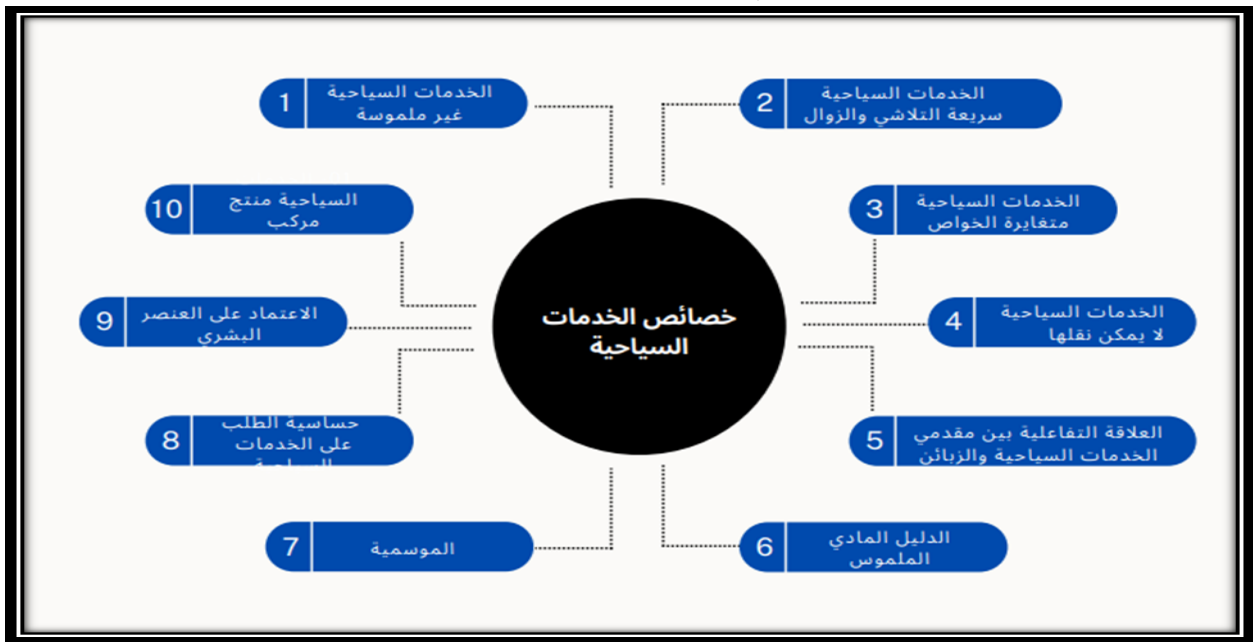 خصائص الخدمات
السياحية
1
الخدمات السياحية
غير ملموسة
2
الخدمات السياحية
سريعة التلاشي والزوال
3
الخدمات السياحية
متغايرة الخواص
4
الخدمات السياحية
لا يمكن نقلها
5
العلاقة التفاعلية بين مقدمي
الخدمات السياحية والزبائن
6
الدليل المادي
الملموس
7
الموسمية
8
حساسية الطلب
على الخدمات
9
الاعتماد على العنصر
البشري
10
السياحية منتج
مركب